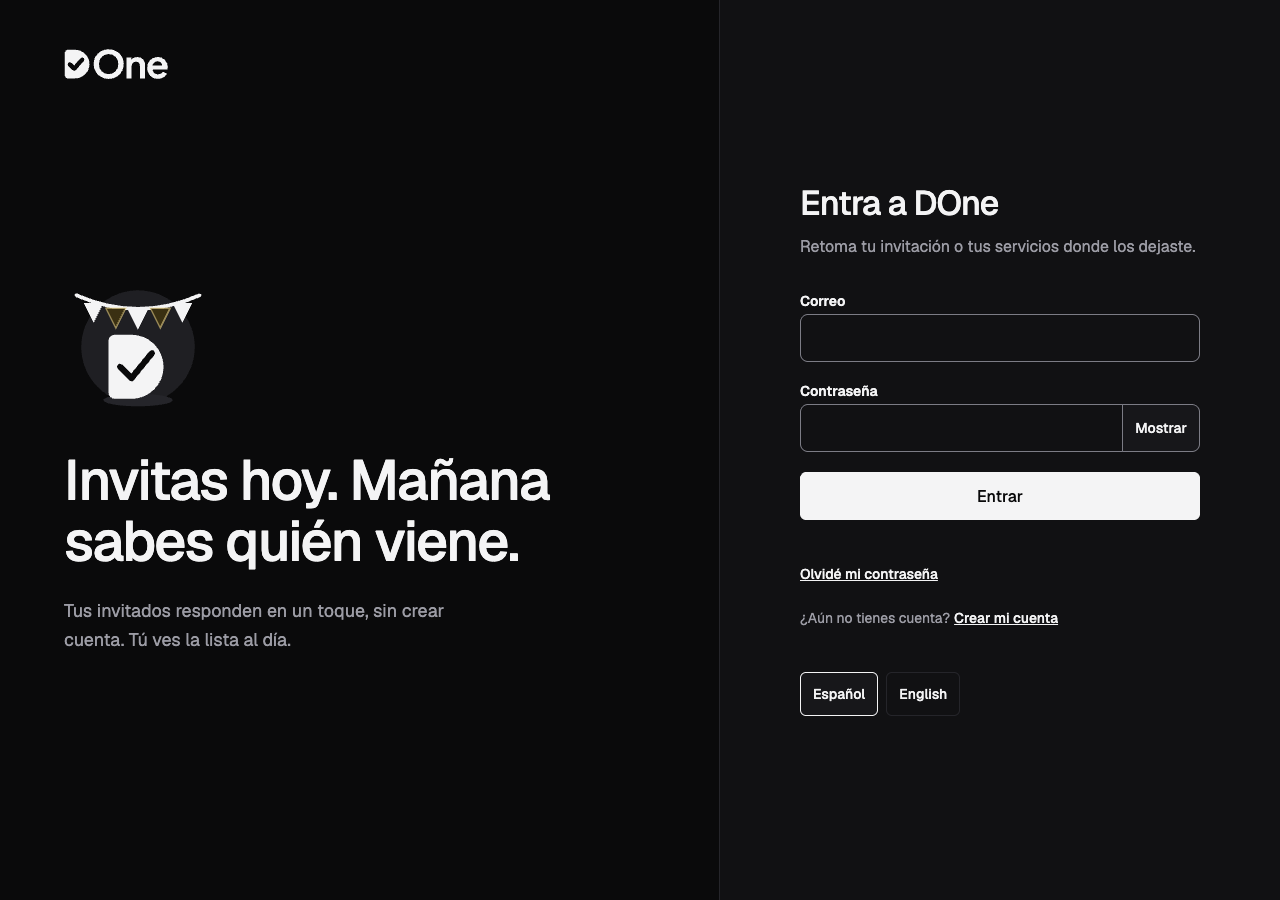 DOne
Invitas hoy. Mañana
sabes quién viene.
Tus invitados responden en un toque, sin crear
cuenta. Tú ves la lista al día.
Entra a DOne
Retoma tu invitación o tus servicios donde los dejaste.
Correo
Contraseña
Mostrar
Entrar
Olvidé mi contraseña
¿Aún no tienes cuenta? Crear mi cuenta
Español English